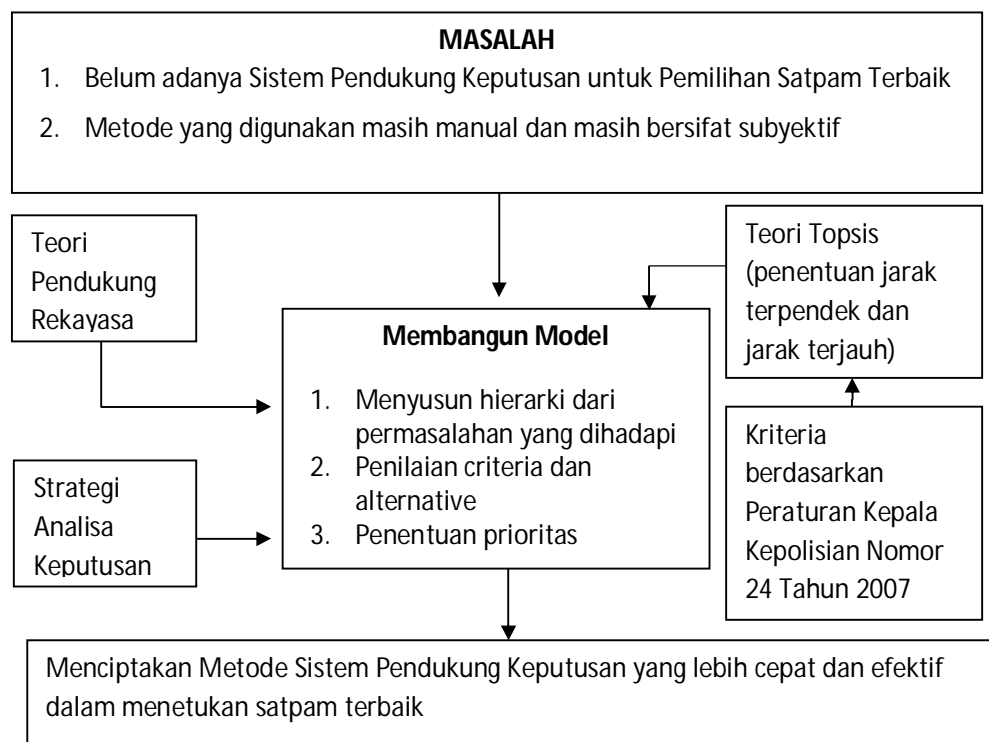 MASALAH
1. Belum adanya Sistem Pendukung Keputusan untuk Pemilihan Satpam Terbaik
2. Metode yang digunakan masih manual dan masih bersifat subyektif
Teori
Pendukung
Rekayasa
Teori Topsis
(penentuan jarak
terpendek dan
jarak terjauh)
Membangun Model
1. Menyusun hierarki dari
permasalahan yang dihadapi
2. Penilaian criteria dan
alternative
3. Penentuan prioritas
Strategi
Analisa
Keputusan
Kriteria
berdasarkan
Peraturan Kepala
Kepolisian Nomor
24 Tahun 2007
Menciptakan Metode Sistem Pendukung Keputusan yang lebih cepat dan efektif
dalam menetukan satpam terbaik